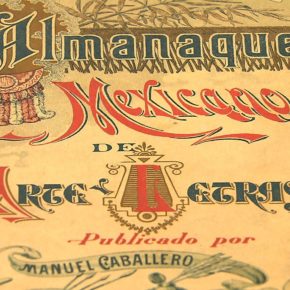 Almanaque
Mexicano
DE
ARTE Y LETRAS
Publicado por
MANUEL CABALLERO